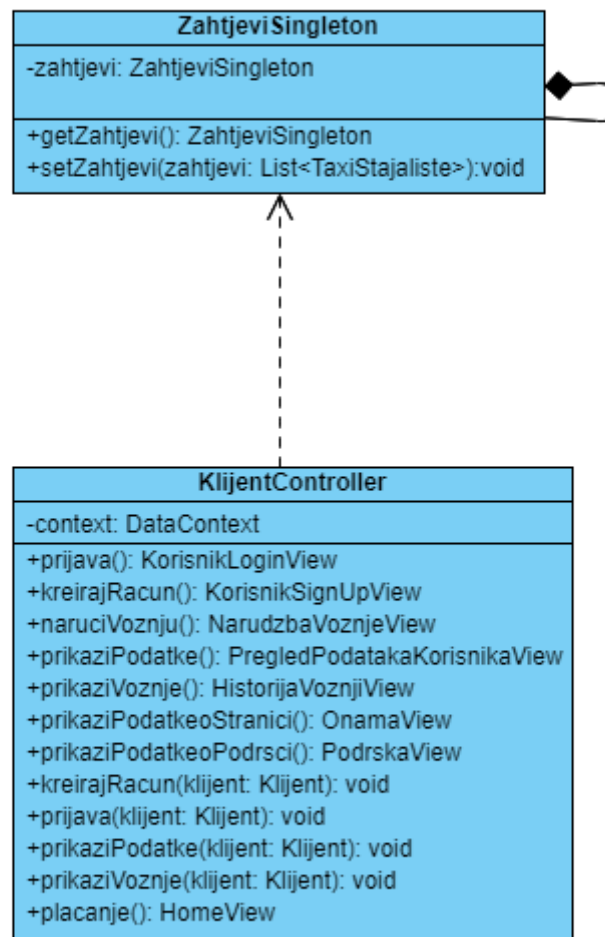 ZahtjeviSingleton
-zahtjevi: ZahtjeviSingleton
+getZahtjevi(): ZahtjeviSingleton
+setZahtjevi(zahtjevi: List<TaxiStajaliste>):void
KlijentController
-context: DataContext
+prijava(): KorisnikLoginView
+kreirajRacun(): KorisnikSignUpView
+naruciVoznju(): NarudzbaVoznjeView
+prikaziPodatke(): PregledPodatakaKorisnikaView
+prikaziVoznje(): HistorijaVoznjiView
+prikaziPodatkeoStranici(): OnamaView
+prikaziPodatkeoPodrsci(): PodrskaView
+kreirajRacun(klijent: Klijent): void
+prijava(klijent: Klijent): void
+prikaziPodatke(klijent: Klijent): void
+prikaziVoznje(klijent: Klijent): void
+placanje(): HomeView